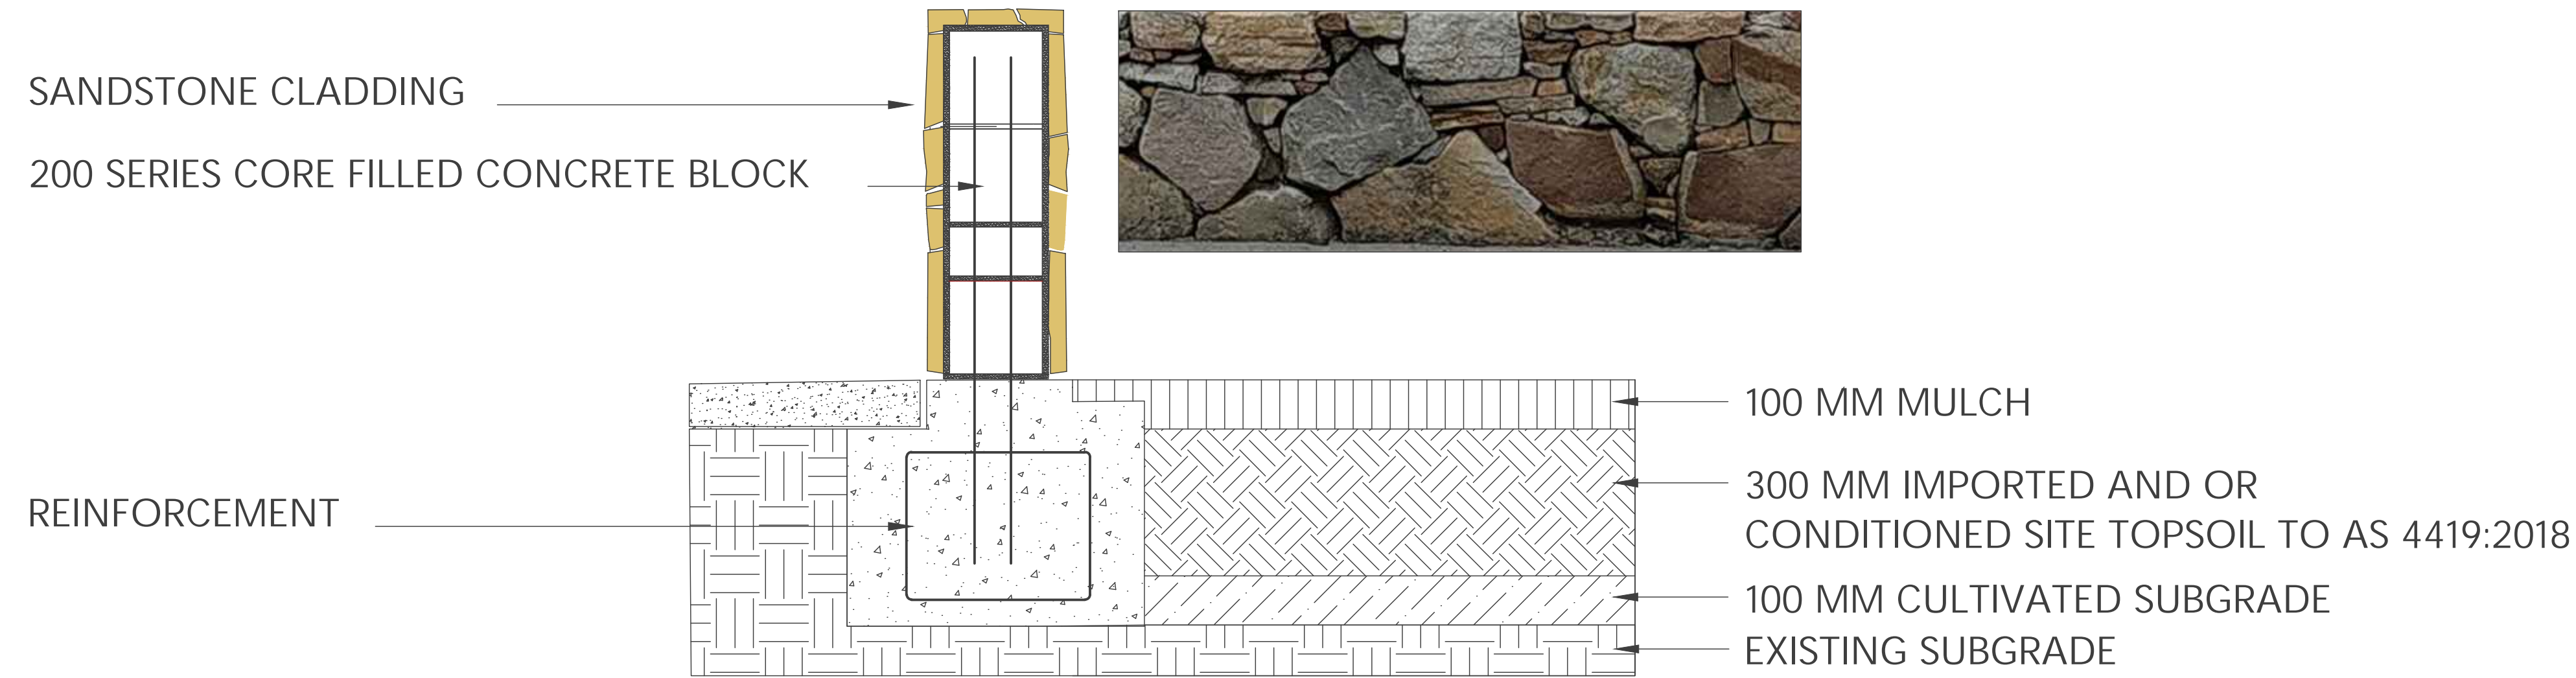 SANDSTONE CLADDING
200 SERIES CORE FILLED CONCRETE BLOCK
REINFORCEMENT
100 MM MULCH
300 MM IMPORTED AND OR
CONDITIONED SITE TOPSOIL TO AS 4419:2018
100 MM CULTIVATED SUBGRADE
EXISTING SUBGRADE